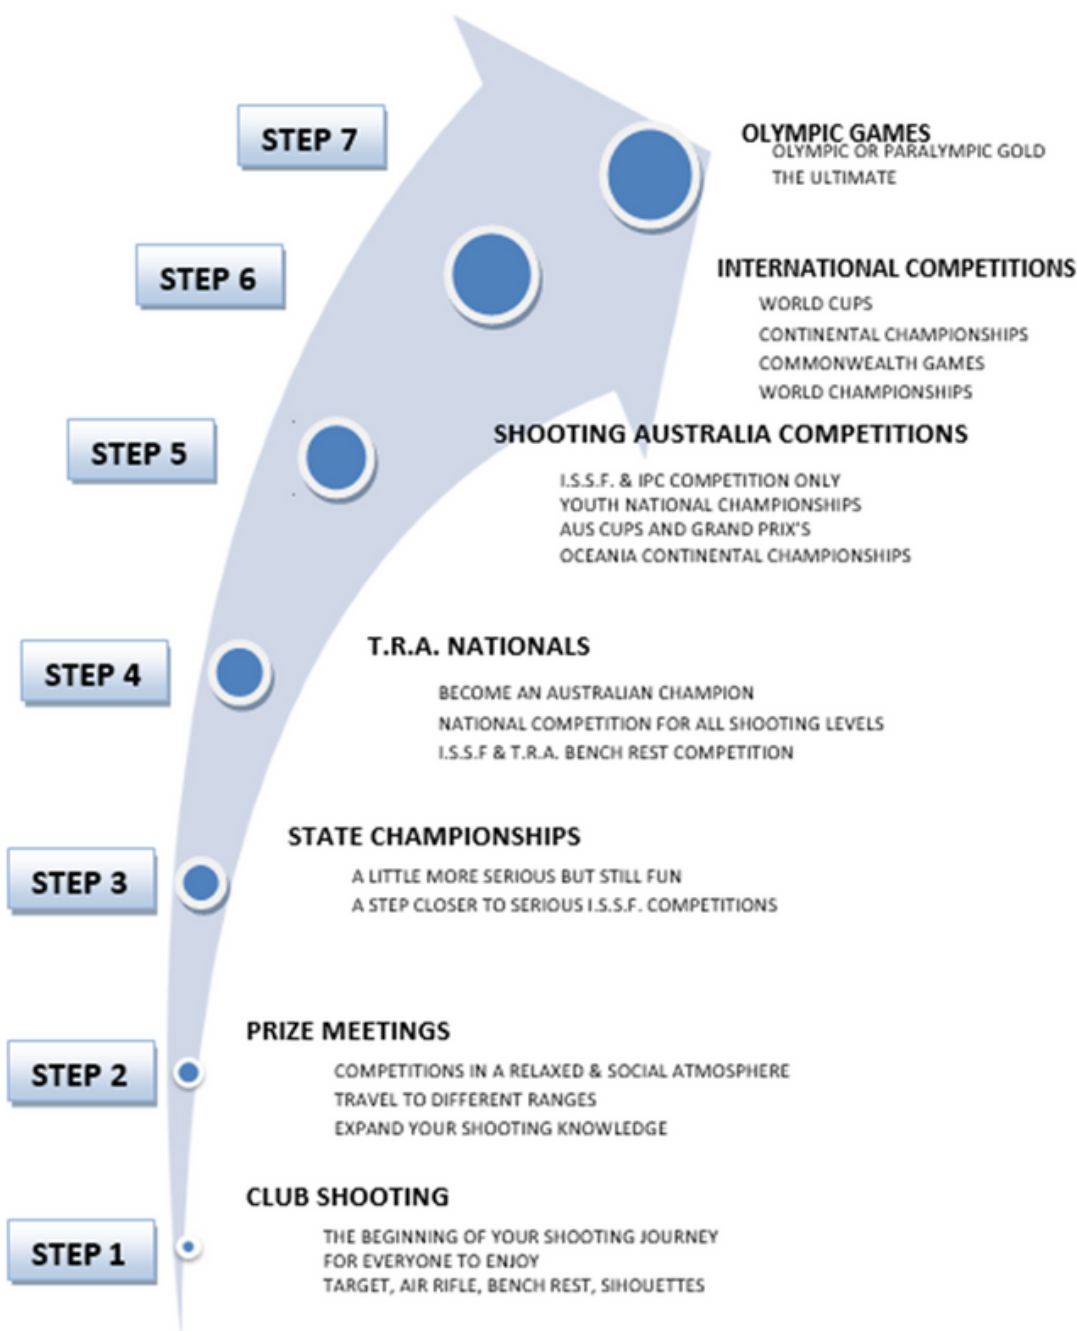 STEP 7
OLYMPIC GAMES
OLYMPIC OR PARALYMPIC GOLD
THE ULTIMATE
STEP 6
INTERNATIONAL COMPETITIONS
WORLD CUPS
CONTINENTAL CHAMPIONSHIPS
COMMONWEALTH GAMES
WORLD CHAMPIONSHIPS
STEP 5
SHOOTING AUSTRALIA COMPETITIONS
I.S.S.F. & IPC COMPETITION ONLY
YOUTH NATIONAL CHAMPIONSHIPS
AUS CUPS AND GRAND PRIX'S
OCEANIA CONTINENTAL CHAMPIONSHIPS
STEP 4
T.R.A. NATIONALS
BECOME AN AUSTRALIAN CHAMPION
NATIONAL COMPETITION FOR ALL SHOOTING LEVELS
I.S.S.F & T.R.A. BENCH REST COMPETITION
STEP 3
STATE CHAMPIONSHIPS
A LITTLE MORE SERIOUS BUT STILL FUN
A STEP CLOSER TO SERIOUS I.S.S.F. COMPETITIONS
STEP 2
PRIZE MEETINGS
COMPETITIONS IN A RELAXED & SOCIAL ATMOSPHERE
TRAVEL TO DIFFERENT RANGES
EXPAND YOUR SHOOTING KNOWLEDGE
STEP 1
CLUB SHOOTING
THE BEGINNING OF YOUR SHOOTING JOURNEY
FOR EVERYONE TO ENJOY
TARGET, AIR RIFLE, BENCH REST, SIHOUETTES